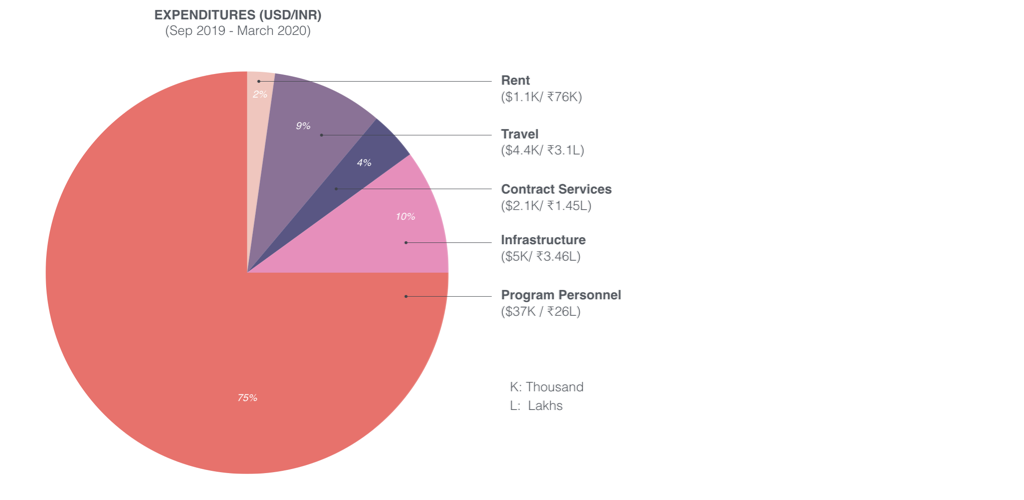 EXPENDITURES (USD/INR)
(Sep 2019 - March 2020)
Rent
($1.1K/ ₹76K)
2%
9%
Travel
($4.4K/ ₹3.1L)
4%
Contract Services
($2.1K/ ₹1.45L)
10%
Infrastructure
($5K/ ₹3.46L)
Program Personnel
($37K / ₹26L)
75%
K: Thousand
L: Lakhs